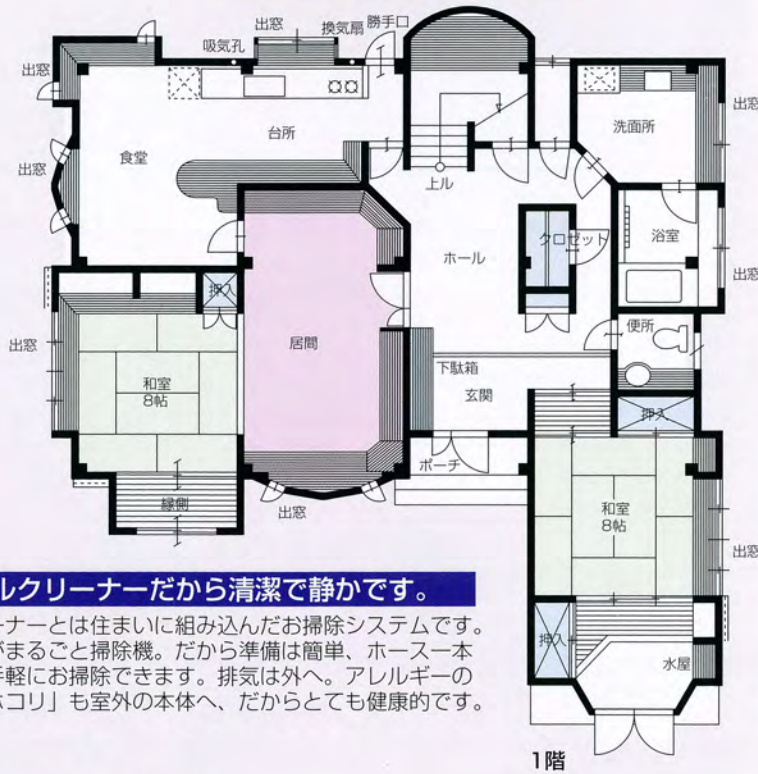 出窓
換気扇
勝手口
吸気孔
出窓
台所
食堂
出窓
洗面所
出窓
上ル
クロゼット
浴室
ホール
出窓
押入
居間
便所
出窓
和室
8帖
下駄箱
玄関
押入
ポーチ
縁側
出窓
和室
8帖
出窓
押入
水屋
1階
ルクリーナーだから清潔で静かです。
ーナーとは住まいに組み込んだお掃除システムです。
がまるごと掃除機。だから準備は簡単、ホース一本
手軽にお掃除できます。排気は外へ。アレルギーの
ホコリ」も室外の本体へ、だからとても健康的です。